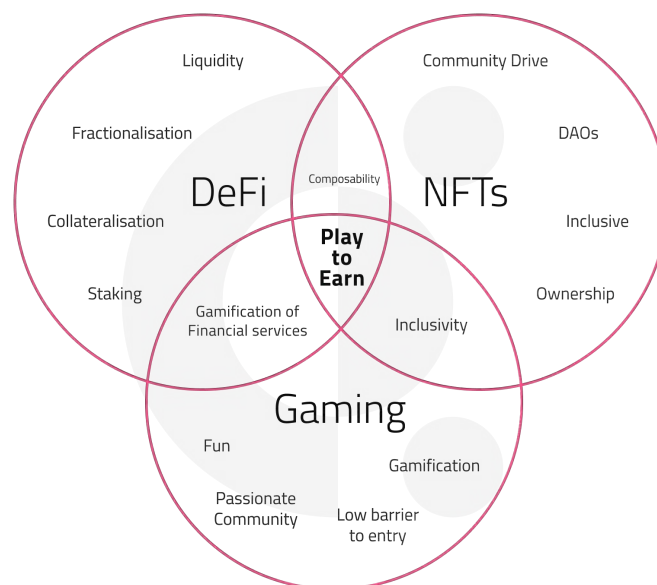 Liquidity
Community Drive
Fractionalisation
DAOs
Composability
DeFi
NFTs
Collateralisation
Inclusive
Play
to
Earn
Staking
Ownership
Gamification of
Financial services
Inclusivity
Gaming
Fun
Gamification
Passionate
Community
Low barrier
to entry